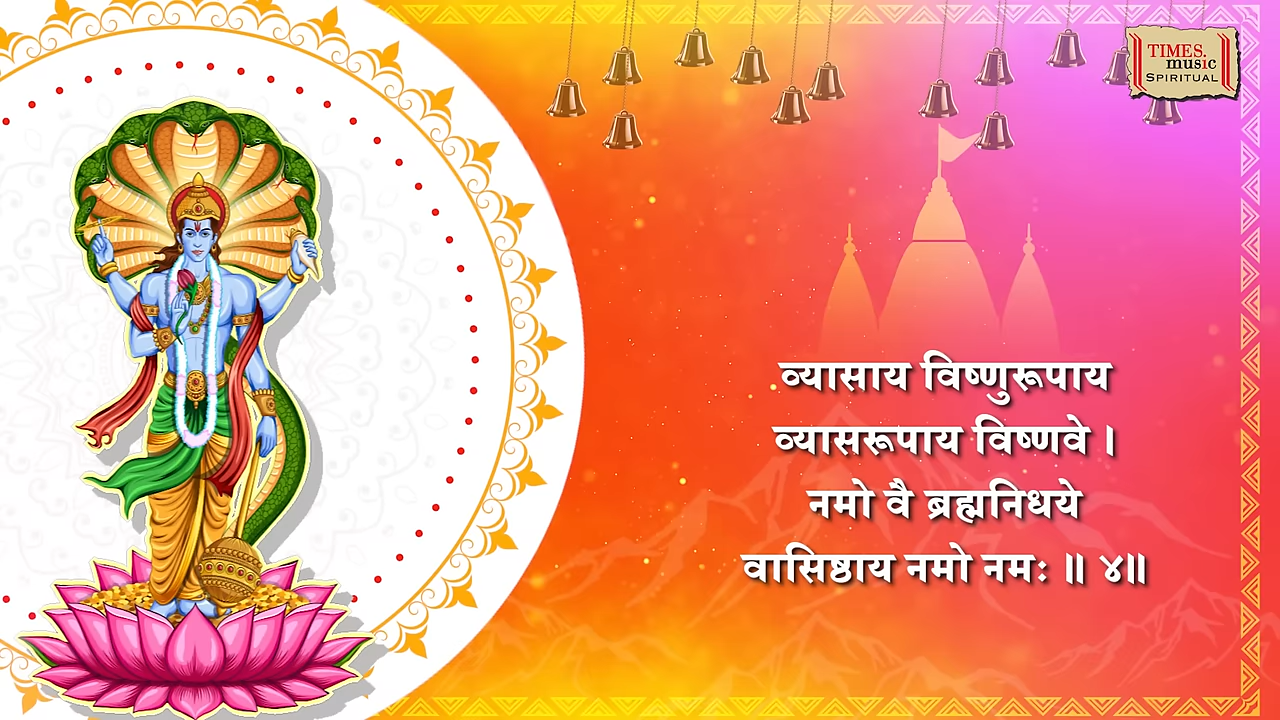 TIMES.
music
SPIRITUAL
व्यासाय विष्णुरूपाय
व्यासरूपाय विष्णवे ।
नमो वै ब्रह्मनिधये
वासिष्ठाय नमो नमः ॥ ४॥